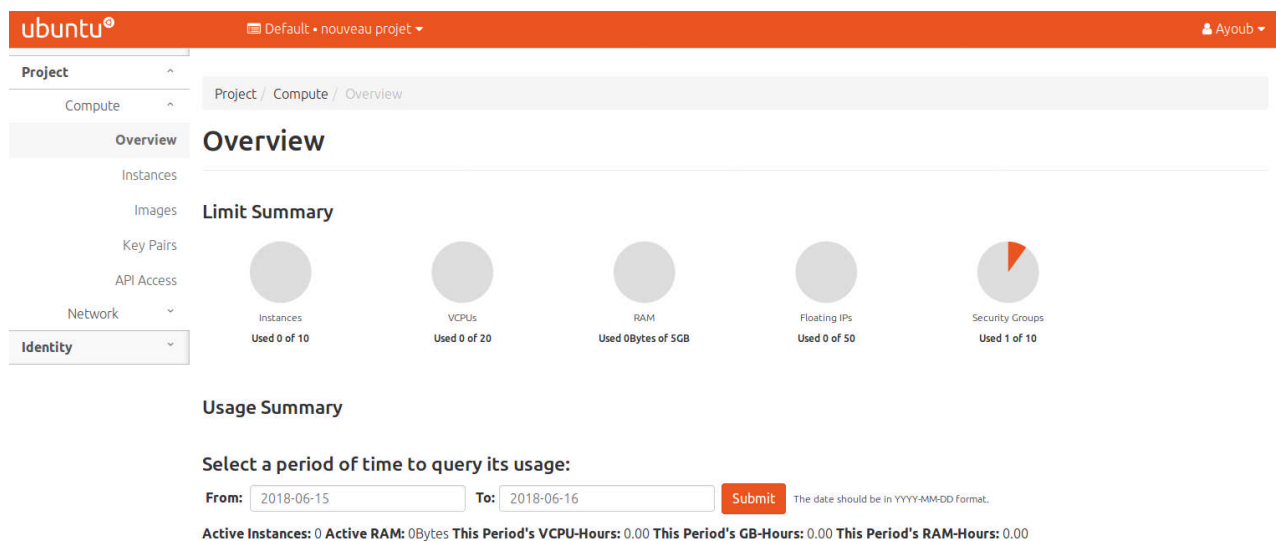 ubuntu®
Default • nouveau projet
Ayoub
Project
Compute
Overview
Instances
Images
Key Pairs
API Access
Network
Identity
Project / Compute / Overview
Overview
Limit Summary
Instances
Used 0 of 10
VCPUs
Used 0 of 20
RAM
Used 0Bytes of 5GB
Floating IPs
Used 0 of 50
Security Groups
Used 1 of 10
Usage Summary
Select a period of time to query its usage:
From: 2018-06-15 To: 2018-06-16 Submit The date should be in YYYY-MM-DD format.
Active Instances: 0 Active RAM: 0Bytes This Period's VCPU-Hours: 0.00 This Period's GB-Hours: 0.00 This Period's RAM-Hours: 0.00